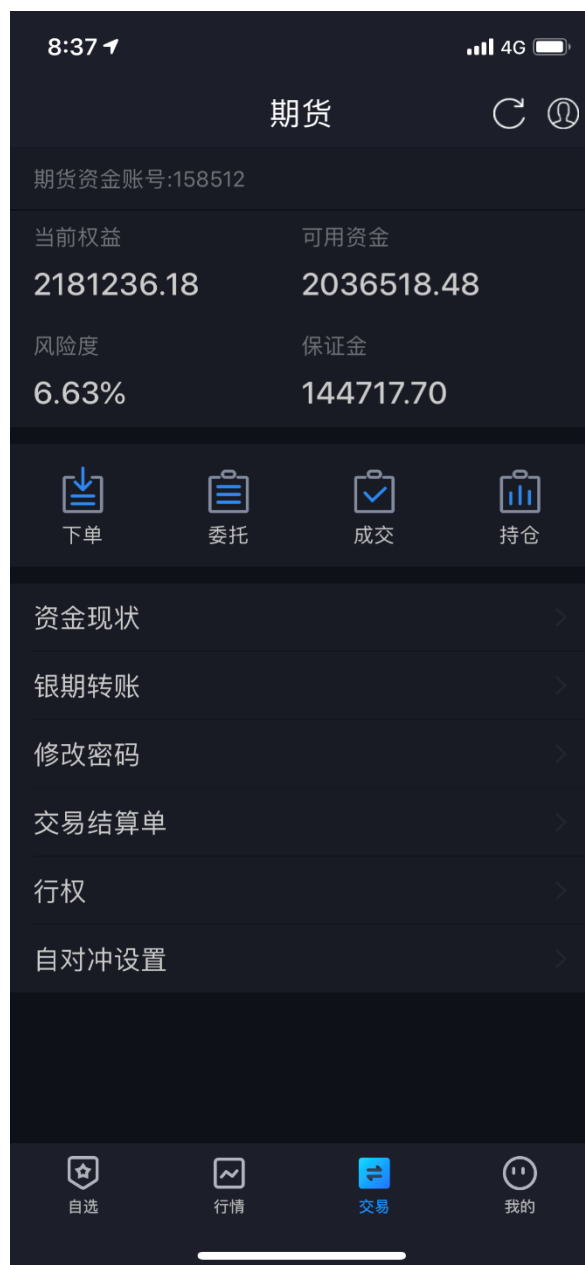 8:37 4G
期货
期货资金账号:158512
当前权益 可用资金
2181236.18 2036518.48
风险度 保证金
6.63% 144717.70
下单 委托 成交 持仓
资金现状
银期转账
修改密码
交易结算单
行权
自对冲设置
自选 行情 交易 我的